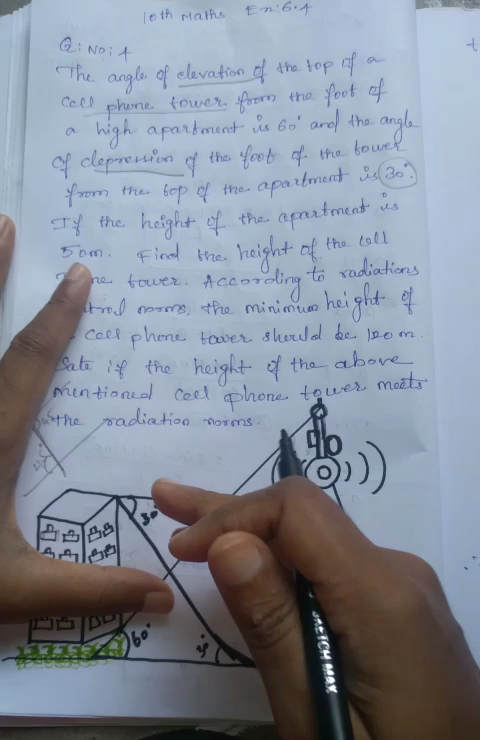 10th Maths Ex: 6.4
Q: No: 4
The angle of elevation of the top of a
cell phone tower from the foot of
a high apartment is 60° and the angle
of depression of the foot of the tower
from the top of the apartment is 30°.
If the height of the apartment is
50m. Find the height of the cell
tower. According to radiations
norms, the minimum height of
cell phone tower should be 120 m.
Sate if the height of the above
mentioned cell phone tower meets
the radiation norms.
30°
60°
SKETCH MAX